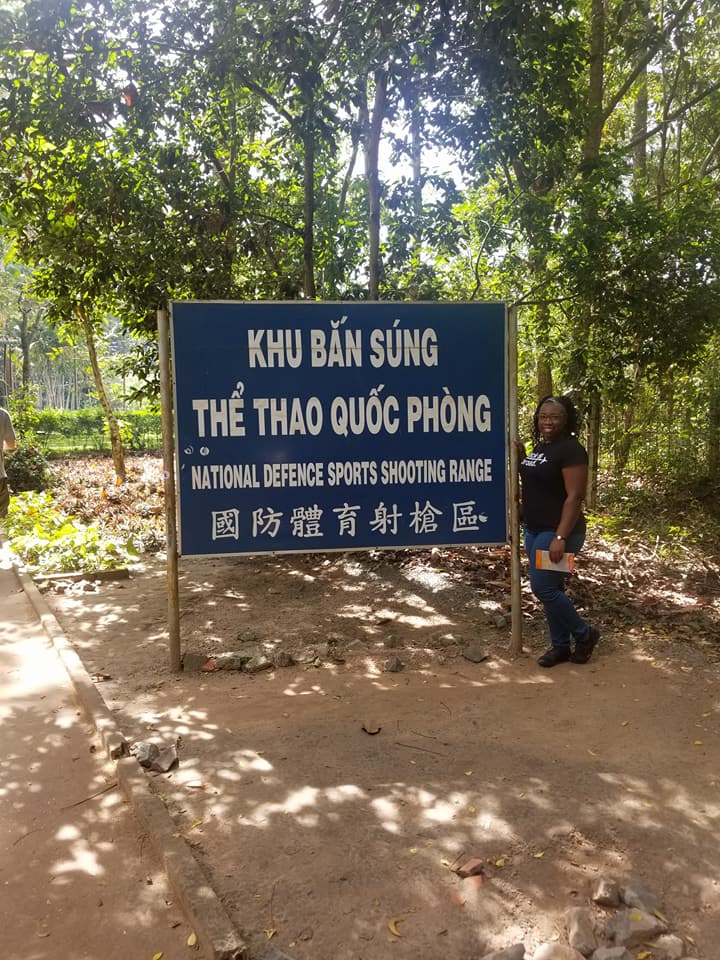 KHU BẮN SÚNG
THỂ THAO QUỐC PHÒNG
NATIONAL DEFENCE SPORTS SHOOTING RANGE
國防體育射槍區